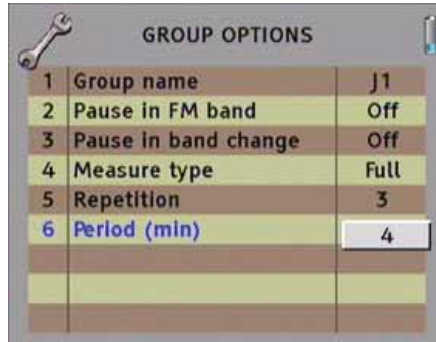 GROUP OPTIONS
1 Group name J1
2 Pause in FM band Off
3 Pause in band change Off
4 Measure type Full
5 Repetition 3
6 Period (min) 4